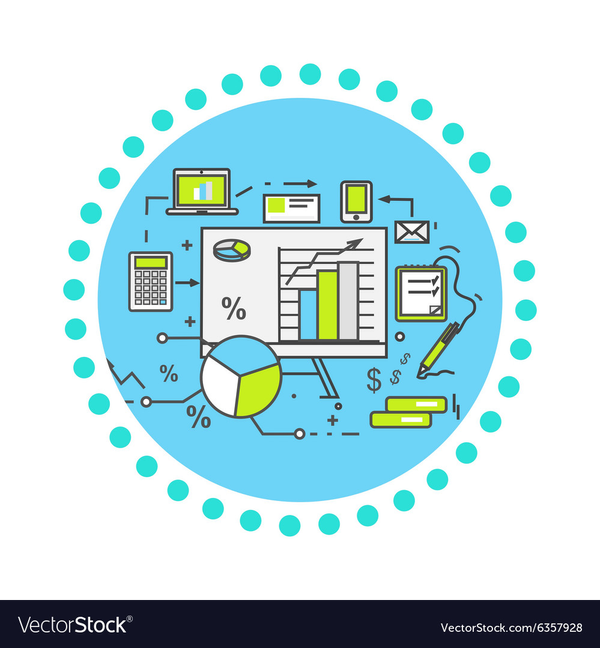 %
%
%
$ $ $
VectorStock®
VectorStock.com/6357928